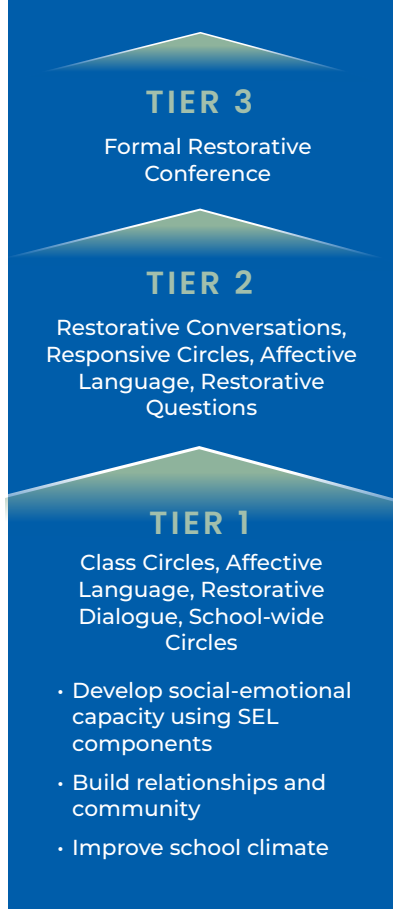 TIER 3
Formal Restorative
Conference
TIER 2
Restorative Conversations,
Responsive Circles, Affective
Language, Restorative
Questions
TIER 1
Class Circles, Affective
Language, Restorative
Dialogue, School-wide
Circles
• Develop social-emotional
capacity using SEL
components
• Build relationships and
community
• Improve school climate